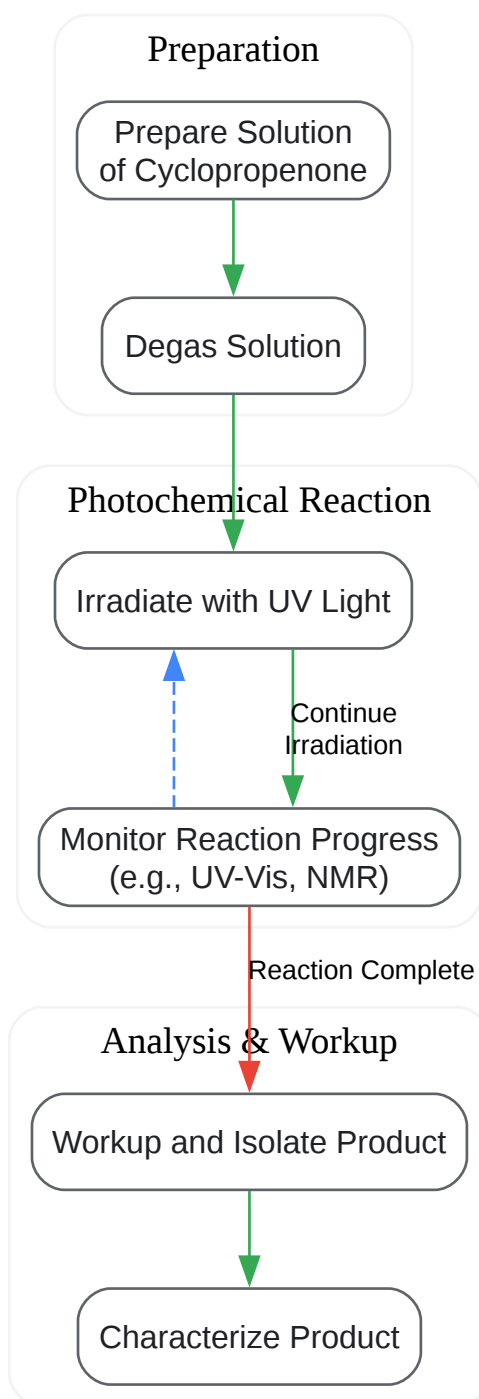 Preparation
Prepare Solution
of Cyclopropenone
Degas Solution
Photochemical Reaction
Irradiate with UV Light
Continue
Irradiation
Monitor Reaction Progress
(e.g., UV-Vis, NMR)
Reaction Complete
Analysis & Workup
Workup and Isolate Product
Characterize Product